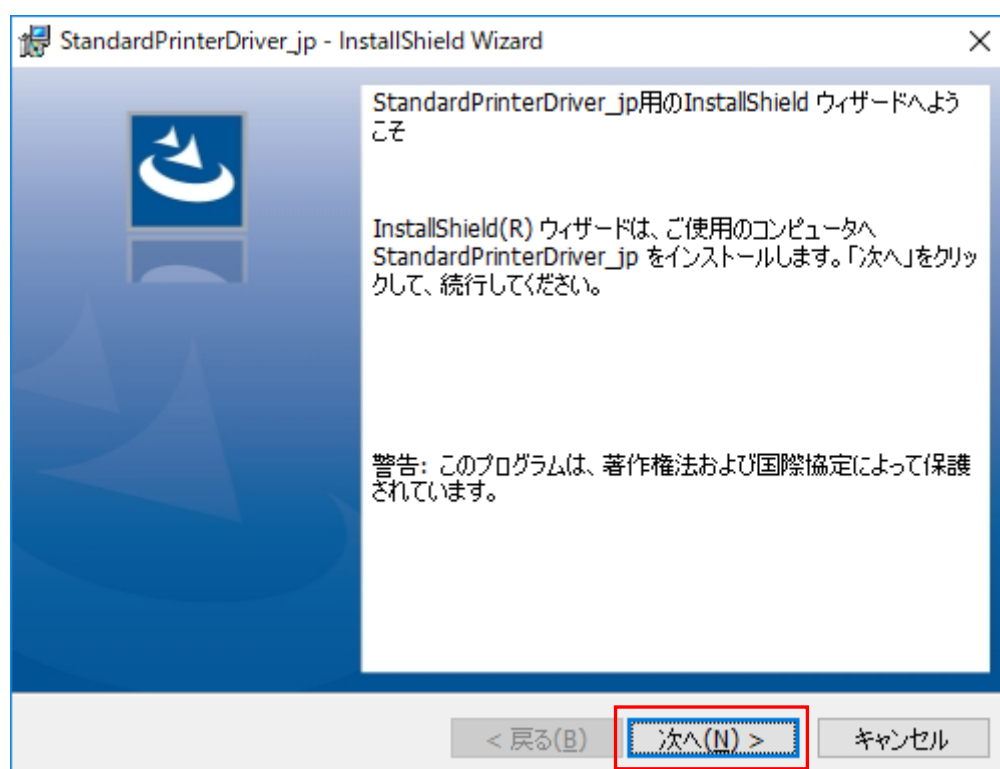 StandardPrinterDriver_jp - InstallShield Wizard
StandardPrinterDriver_jp用のInstallShield ウィザードへよう
こそ
InstallShield(R) ウィザードは、ご使用のコンピュータへ
StandardPrinterDriver_jp をインストールします。「次へ」をクリッ
クして、続行してください。
警告: このプログラムは、著作権法および国際協定によって保護
されています。
< 戻る(B) 次へ(N) > キャンセル